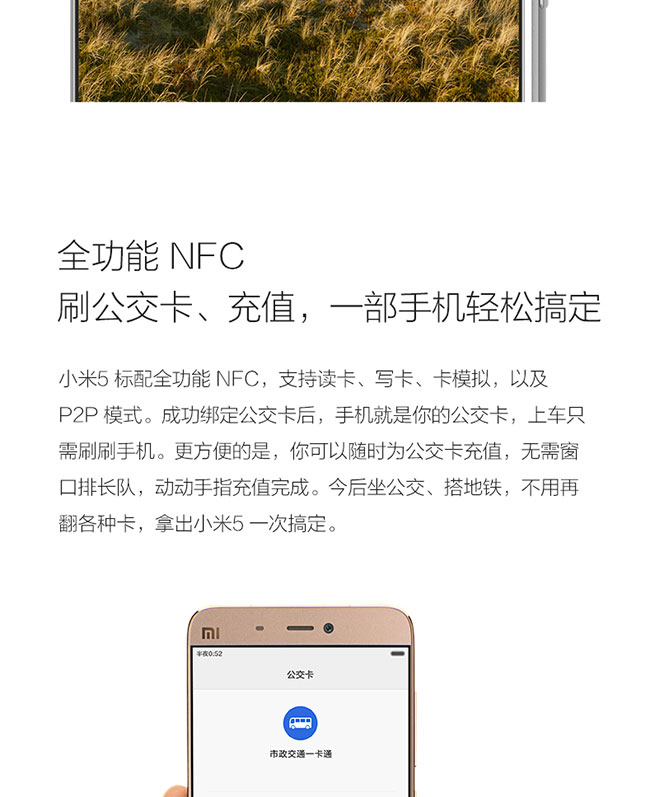 全功能 NFC
刷公交卡、充值，一部手机轻松搞定
小米5 标配全功能 NFC，支持读卡、写卡、卡模拟，以及
P2P 模式。成功绑定公交卡后，手机就是你的公交卡，上车只
需刷刷手机。更方便的是，你可以随时为公交卡充值，无需窗
口排长队，动动手指充值完成。今后坐公交、搭地铁，不用再
翻各种卡，拿出小米5 一次搞定。
mi
半夜0:52
公交卡
市政交通一卡通